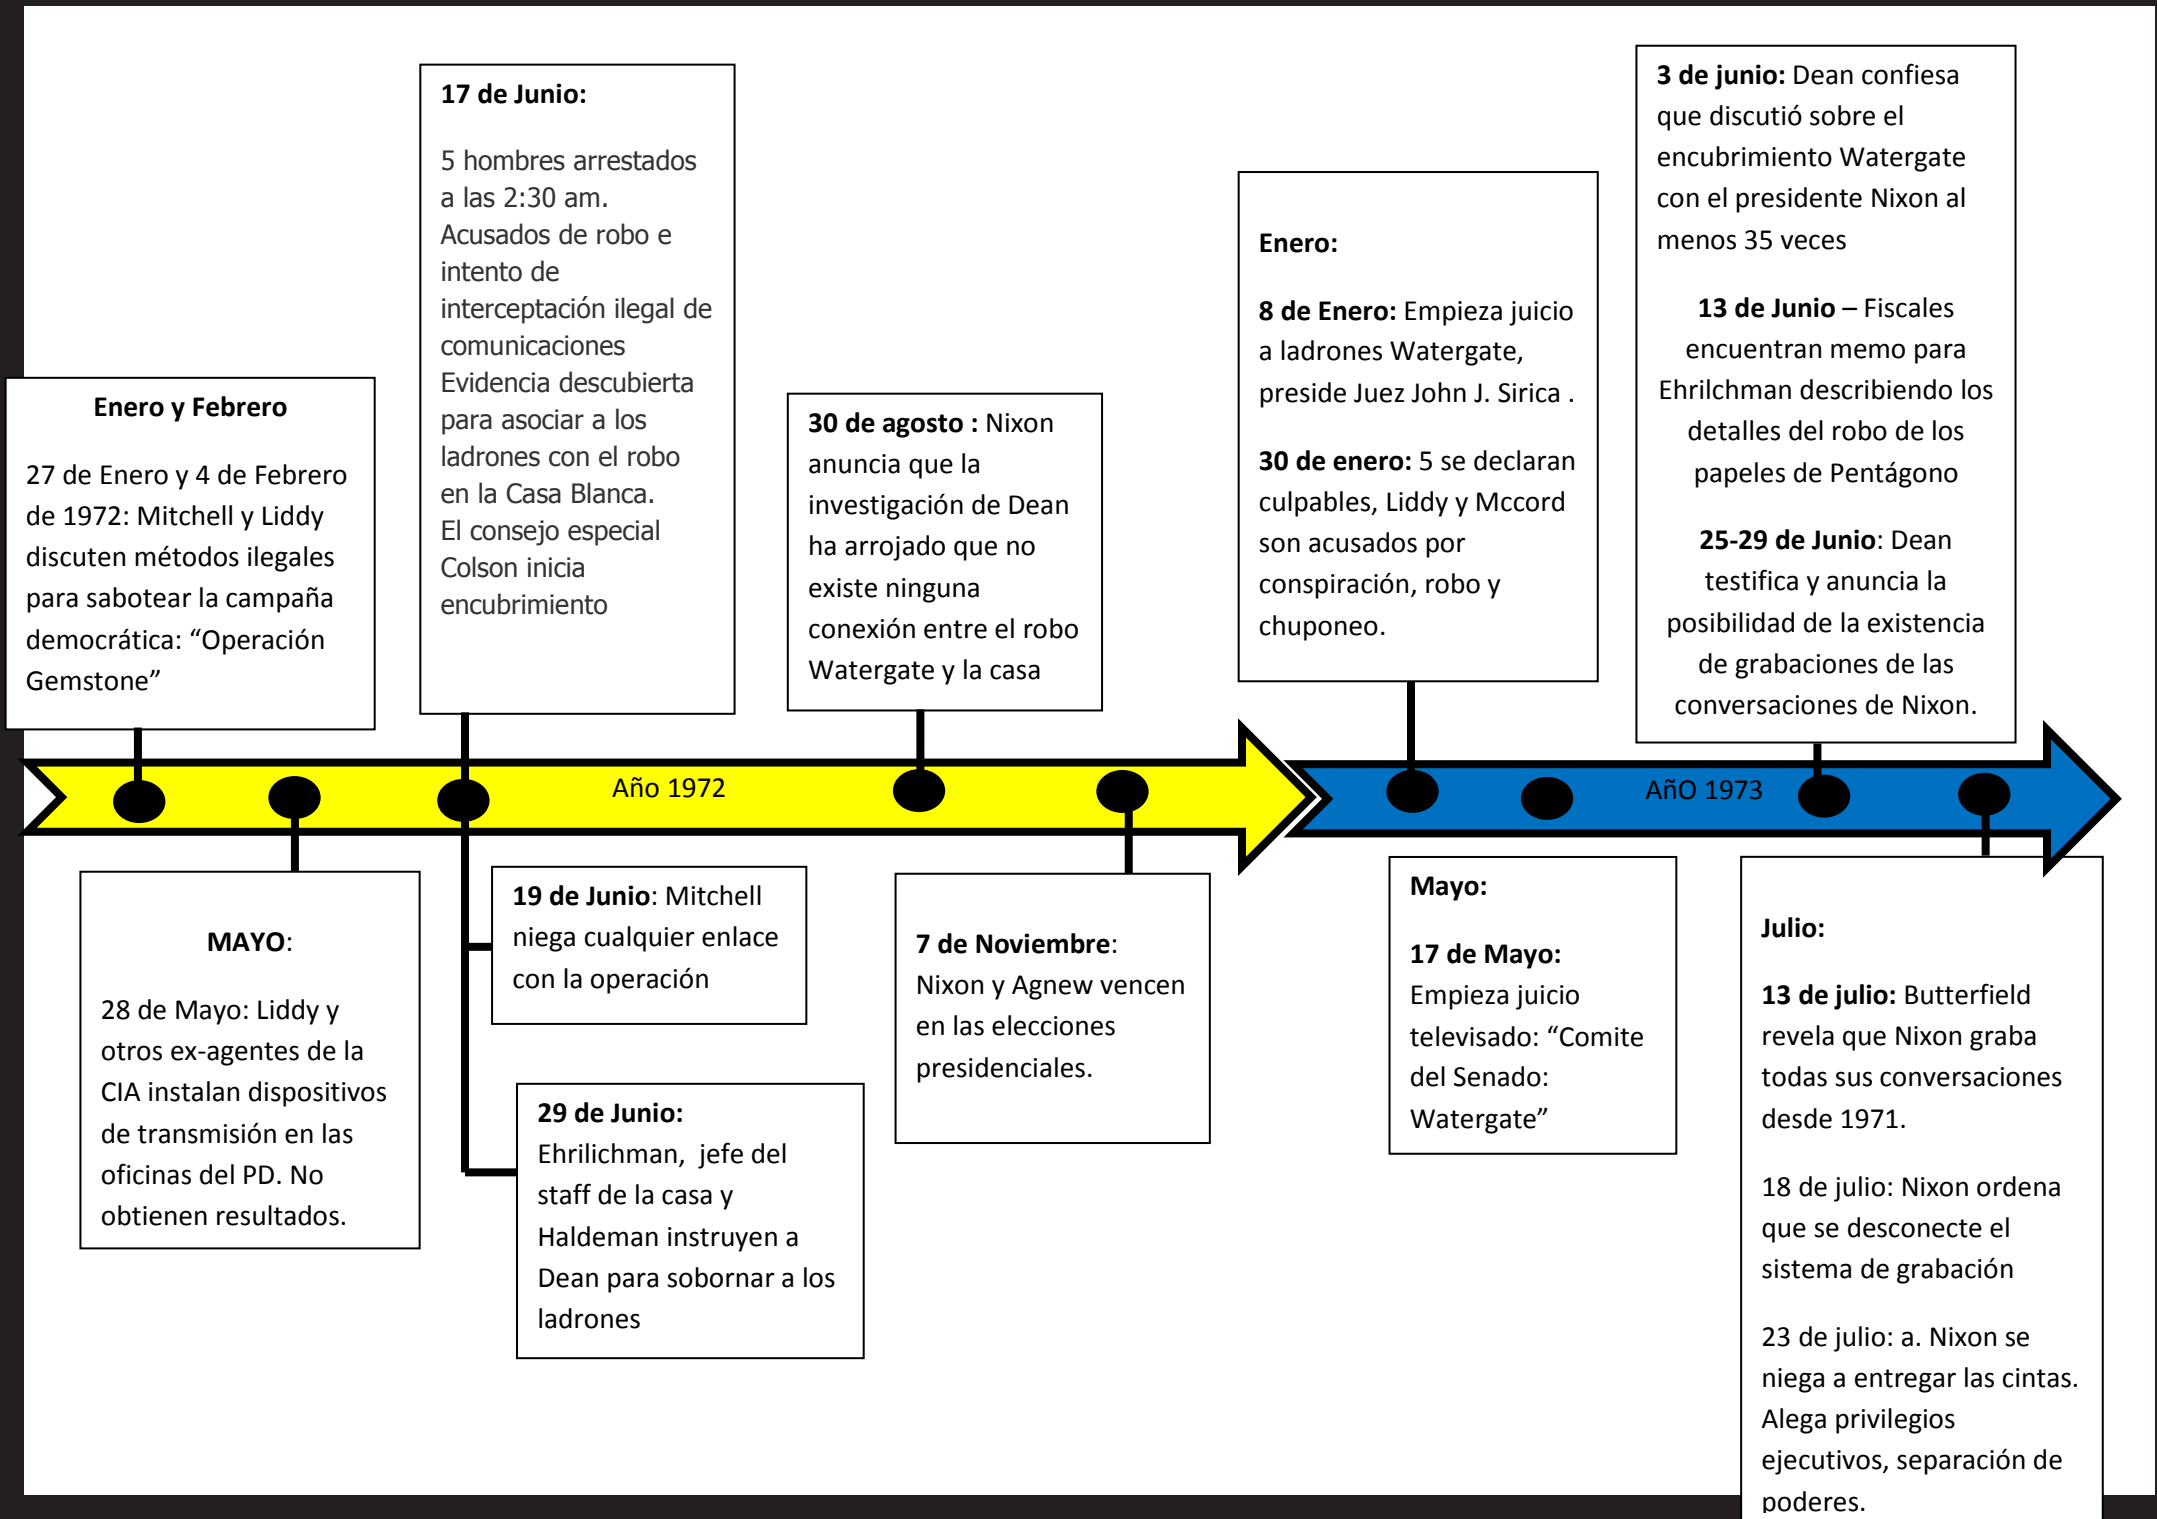 Enero y Febrero
27 de Enero y 4 de Febrero
de 1972: Mitchell y Liddy
discuten métodos ilegales
para sabotear la campaña
democrática: “Operación
Gemstone”
17 de Junio:
5 hombres arrestados
a las 2:30 am.
Acusados de robo e
intento de
interceptación ilegal de
comunicaciones
Evidencia descubierta
para asociar a los
ladrones con el robo
en la Casa Blanca.
El consejo especial
Colson inicia
encubrimiento
30 de agosto : Nixon
anuncia que la
investigación de Dean
ha arrojado que no
existe ninguna
conexión entre el robo
Watergate y la casa
Enero:
8 de Enero: Empieza juicio
a ladrones Watergate,
preside Juez John J. Sirica .
30 de enero: 5 se declaran
culpables, Liddy y Mccord
son acusados por
conspiración, robo y
chuponeo.
3 de junio: Dean confiesa
que discutió sobre el
encubrimiento Watergate
con el presidente Nixon al
menos 35 veces
13 de Junio – Fiscales
encuentran memo para
Ehrilchman describiendo los
detalles del robo de los
papeles de Pentágono
25-29 de Junio: Dean
testifica y anuncia la
posibilidad de la existencia
de grabaciones de las
conversaciones de Nixon.
Año 1972
AñO 1973
MAYO:
28 de Mayo: Liddy y
otros ex-agentes de la
CIA instalan dispositivos
de transmisión en las
oficinas del PD. No
obtienen resultados.
19 de Junio: Mitchell
niega cualquier enlace
con la operación
29 de Junio:
Ehrilichman,  jefe del
staff de la casa y
Haldeman instruyen a
Dean para sobornar a los
ladrones
7 de Noviembre:
Nixon y Agnew vencen
en las elecciones
presidenciales.
Mayo:
17 de Mayo:
Empieza juicio
televisado: “Comite
del Senado:
Watergate”
Julio:
13 de julio: Butterfield
revela que Nixon graba
todas sus conversaciones
desde 1971.
18 de julio: Nixon ordena
que se desconecte el
sistema de grabación
23 de julio: a. Nixon se
niega a entregar las cintas.
Alega privilegios
ejecutivos, separación de
poderes.